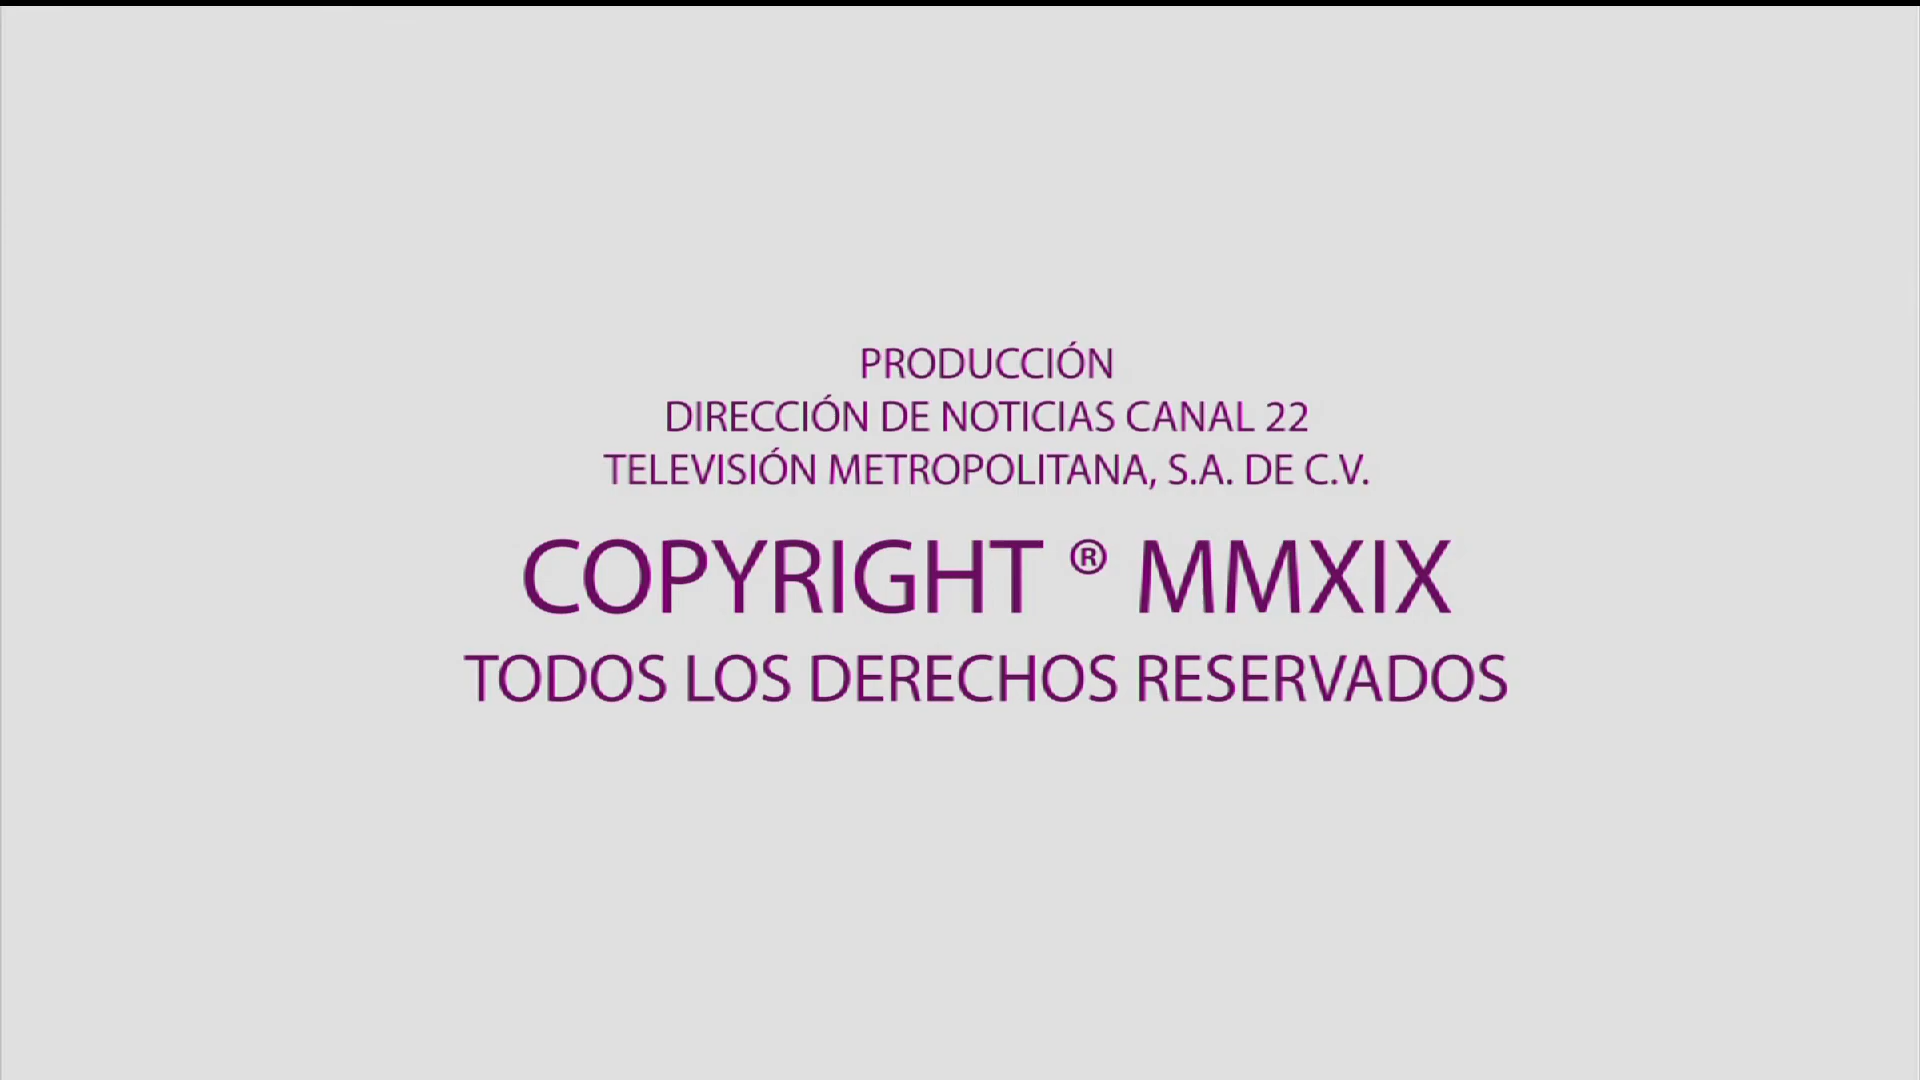 PRODUCCIÓN
DIRECCIÓN DE NOTICIAS CANAL 22
TELEVISIÓN METROPOLITANA, S.A. DE C.V.
COPYRIGHT ® MMXIX
TODOS LOS DERECHOS RESERVADOS